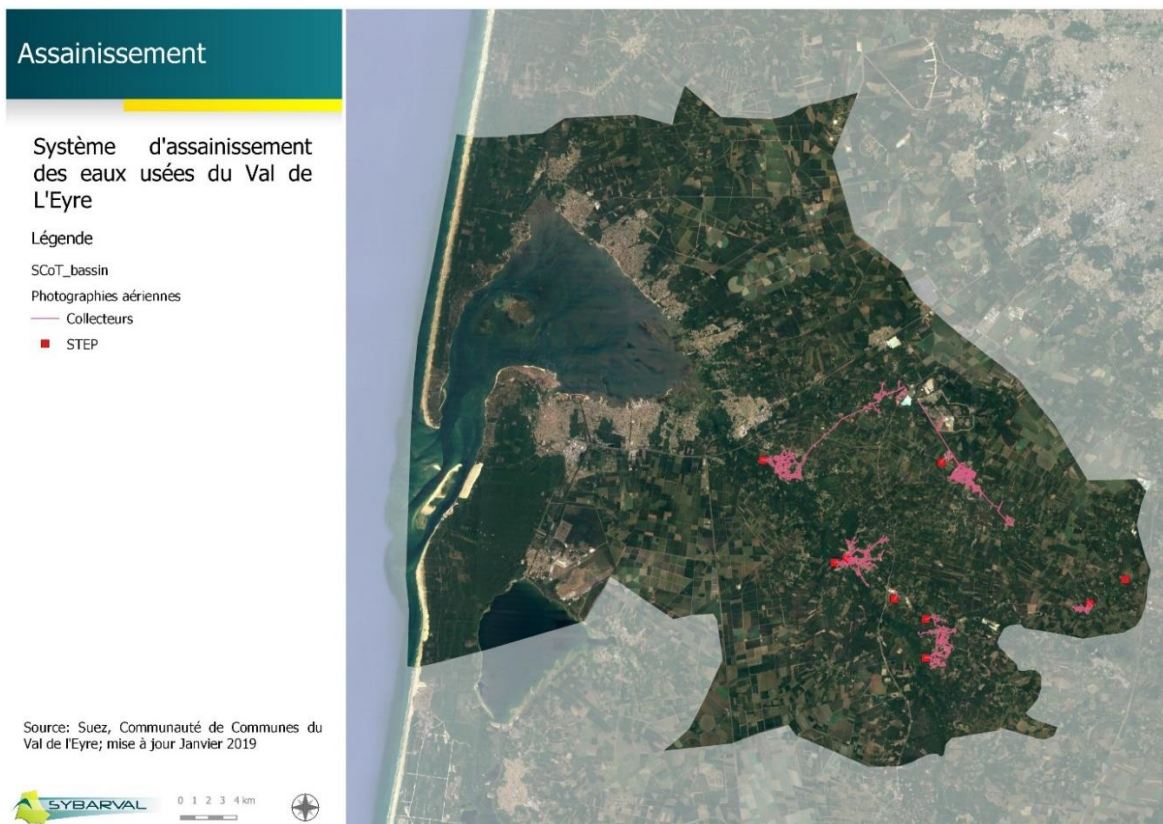 Assainissement
Système d'assainissement
des eaux usées du Val de
L'Eyre
Légende
SCoT_bassin
Photographies aériennes
Collecteurs
STEP
Source: Suez, Communauté de Communes du
Val de l'Eyre; mise à jour Janvier 2019
SYBARVAL
0 1 2 3 4 km